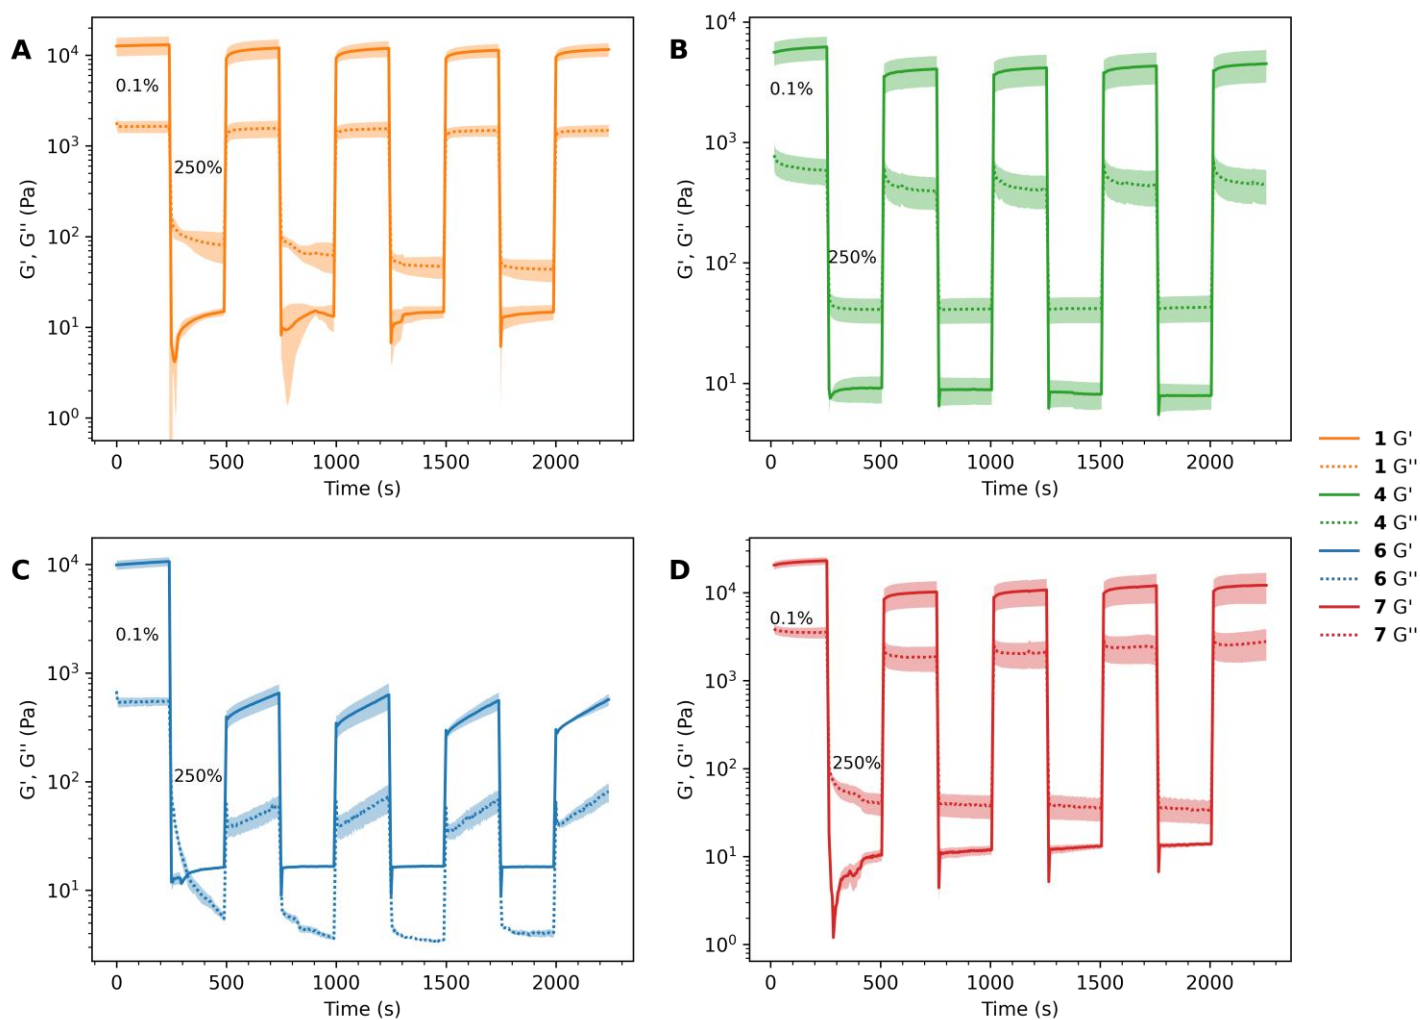 A
10⁴
10³
10²
10¹
10⁰
G', G'' (Pa)
0.1%
250%
0
500
1000
1500
2000
Time (s)
B
10⁴
10³
10²
10¹
G', G'' (Pa)
0.1%
250%
0
500
1000
1500
2000
Time (s)
C
10⁴
10³
10²
10¹
G', G'' (Pa)
0.1%
250%
0
500
1000
1500
2000
Time (s)
D
10⁴
10³
10²
10¹
10⁰
G', G'' (Pa)
0.1%
250%
0
500
1000
1500
2000
Time (s)
1 G'
1 G''
4 G'
4 G''
6 G'
6 G''
7 G'
7 G''